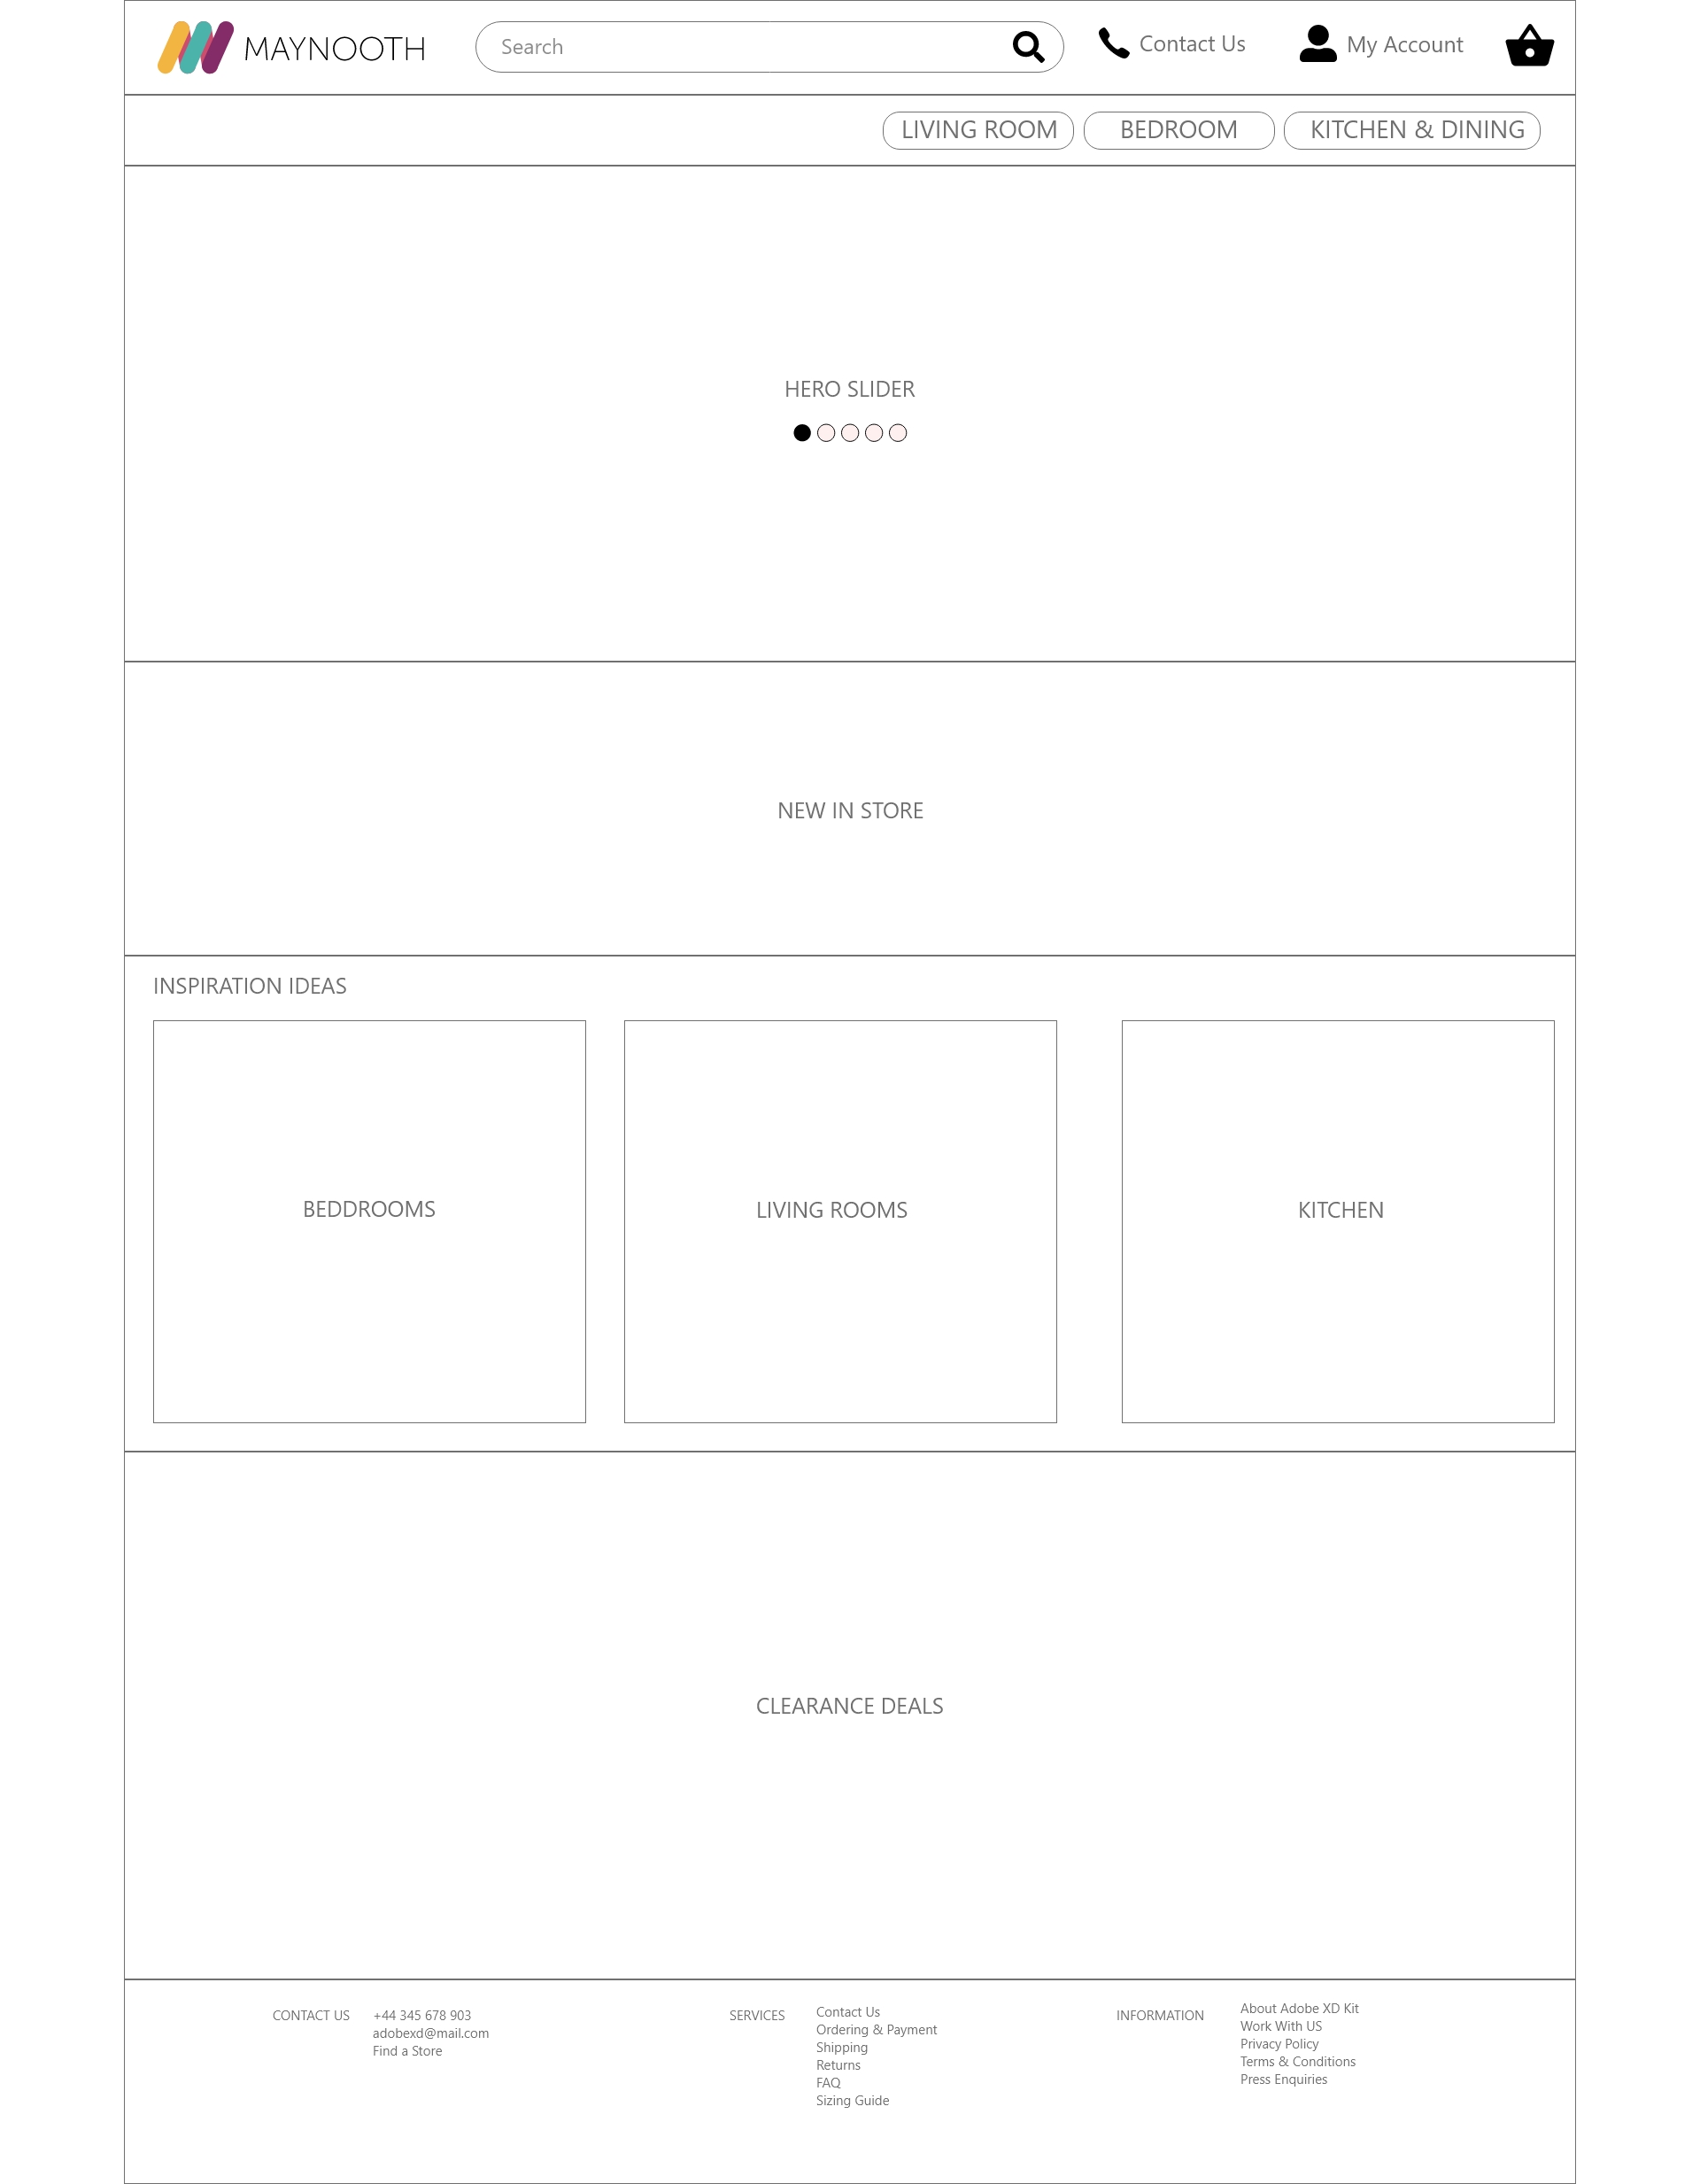 MAYNOOTH
Search
Contact Us
My Account
LIVING ROOM
BEDROOM
KITCHEN & DINING
HERO SLIDER
NEW IN STORE
INSPIRATION IDEAS
BEDDROOMS
LIVING ROOMS
KITCHEN
CLEARANCE DEALS
CONTACT US
+44 345 678 903
adobexd@mail.com
Find a Store
SERVICES
Contact Us
Ordering & Payment
Shipping
Returns
FAQ
Sizing Guide
INFORMATION
About Adobe XD Kit
Work With US
Privacy Policy
Terms & Conditions
Press Enquiries